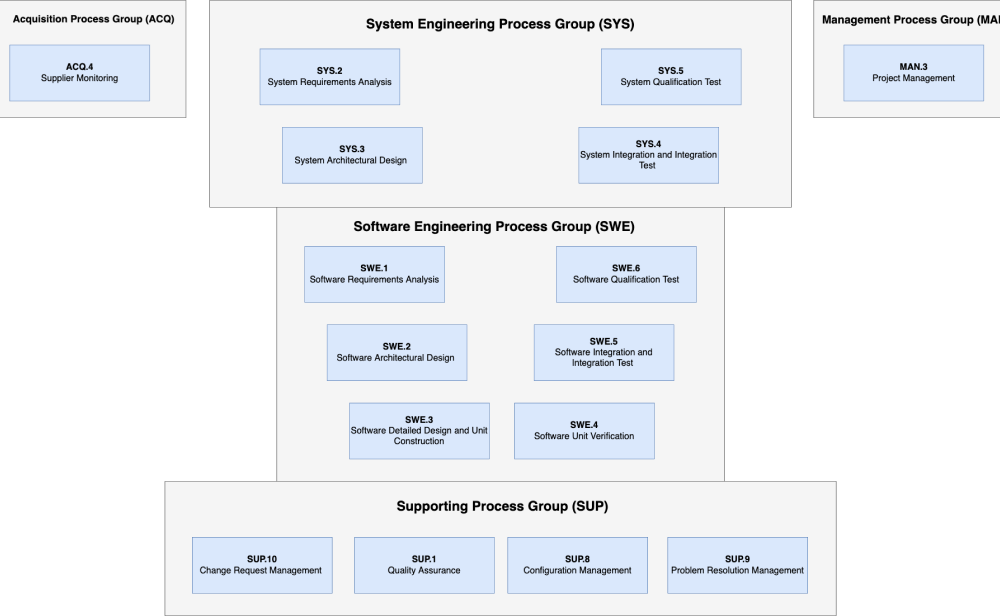 Acquisition Process Group (ACQ)
ACQ.4
Supplier Monitoring
System Engineering Process Group (SYS)
SYS.2
System Requirements Analysis
SYS.5
System Qualification Test
SYS.3
System Architectural Design
SYS.4
System Integration and Integration
Test
Management Process Group (MA
MAN.3
Project Management
Software Engineering Process Group (SWE)
SWE.1
Software Requirements Analysis
SWE.6
Software Qualification Test
SWE.2
Software Architectural Design
SWE.5
Software Integration and
Integration Test
SWE.3
Software Detailed Design and Unit
Construction
SWE.4
Software Unit Verification
Supporting Process Group (SUP)
SUP.10
Change Request Management
SUP.1
Quality Assurance
SUP.8
Configuration Management
SUP.9
Problem Resolution Management